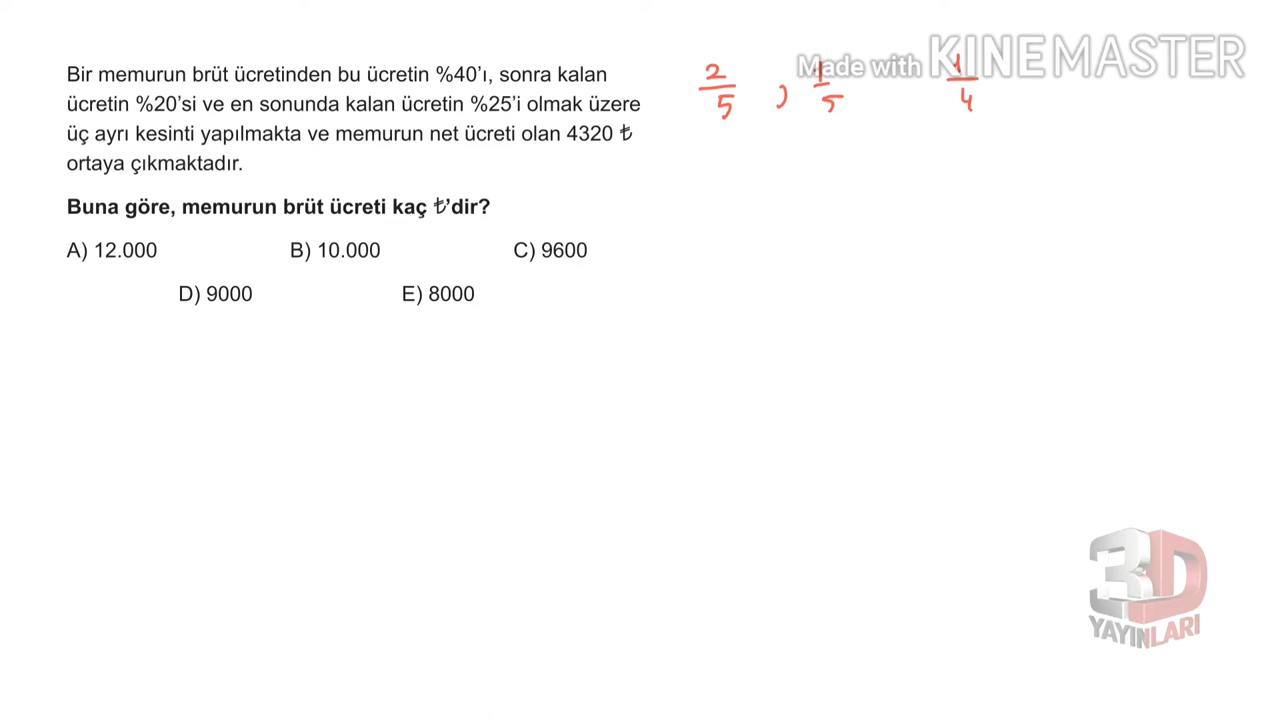 Bir memurun brüt ücretinden bu ücretin %40'ı, sonra kalan
ücretin %20'si ve en sonunda kalan ücretin %25'i olmak üzere
üç ayrı kesinti yapılmakta ve memurun net ücreti olan 4320 ₺
ortaya çıkmaktadır.
Buna göre, memurun brüt ücreti kaç ₺'dir?
A) 12.000 B) 10.000 C) 9600
D) 9000 E) 8000
2/5 , 1/5 1/4
Made with KINEMASTER
3D
YAYINLARI